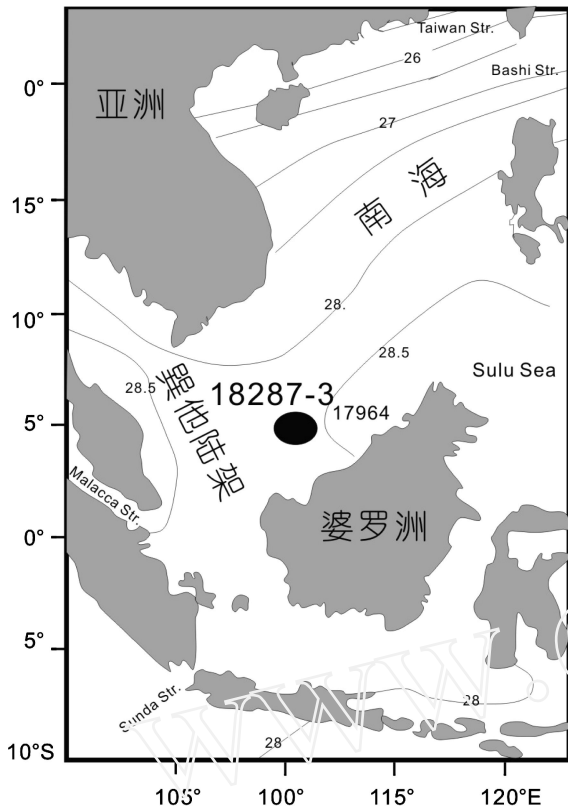 Taiwan Str.
26
0°
亚洲
Bashi Str.
27
15°
南海
10°
28.
28.5
Sulu Sea
28.5
18287-3
17964
5°
巽他陆架
Malacca Str.
婆罗洲
0°
5°
Sunda Str.
28
28
10°S
105°
100°
115°
120°E
www.